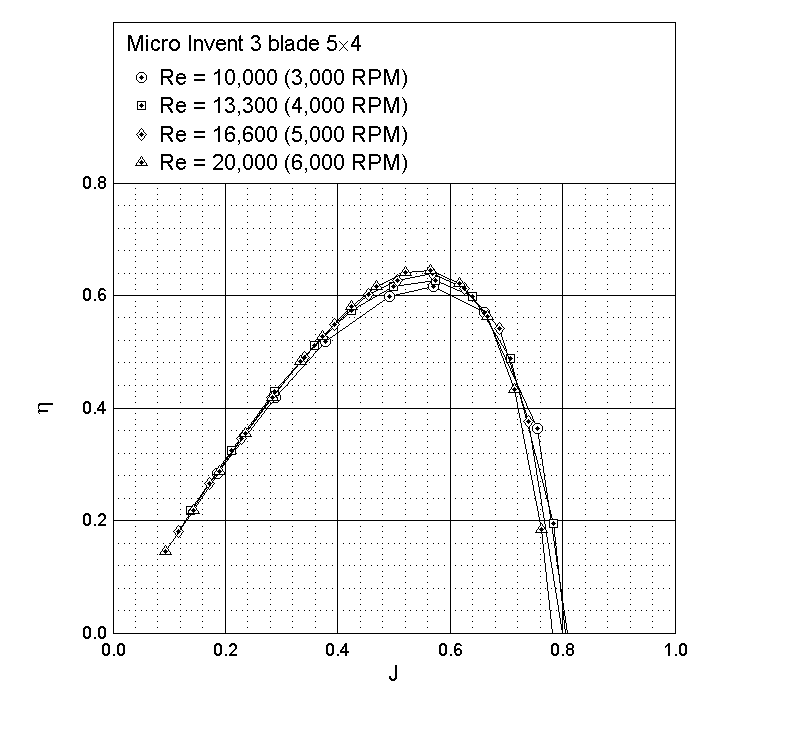 Micro Invent 3 blade 5×4
Re = 10,000 (3,000 RPM)
Re = 13,300 (4,000 RPM)
Re = 16,600 (5,000 RPM)
Re = 20,000 (6,000 RPM)
0.8
0.6
0.4
η
0.2
0.0
0.0 0.2 0.4 0.6 0.8 1.0
J